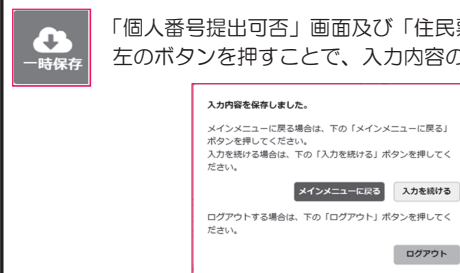 一時保存
「個人番号提出可否」画面及び「住民
左のボタンを押すことで、入力内容の
入力内容を保存しました。
メインメニューに戻る場合は、下の「メインメニューに戻る」
ボタンを押してください。
入力を続ける場合は、下の「入力を続ける」ボタンを押してく
ださい。
メインメニューに戻る 入力を続ける
ログアウトする場合は、下の「ログアウト」ボタンを押してく
ださい。
ログアウト